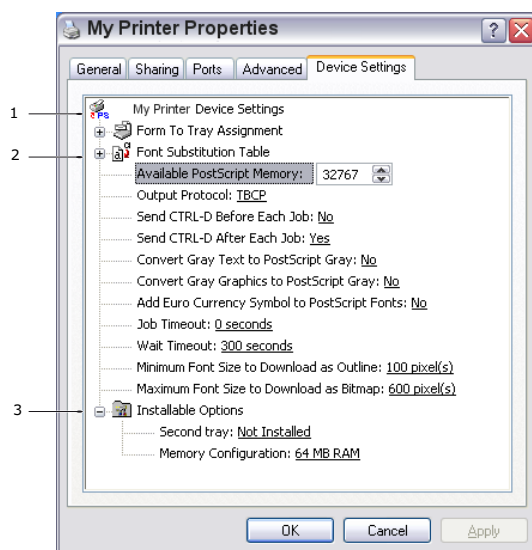 My Printer Properties
General Sharing Ports Advanced Device Settings
1
My Printer Device Settings
Form To Tray Assignment
2
Font Substitution Table
Available PostScript Memory: 32767
Output Protocol: TBCP
Send CTRL-D Before Each Job: No
Send CTRL-D After Each Job: Yes
Convert Gray Text to PostScript Gray: No
Convert Gray Graphics to PostScript Gray: No
Add Euro Currency Symbol to PostScript Fonts: No
Job Timeout: 0 seconds
Wait Timeout: 300 seconds
Minimum Font Size to Download as Outline: 100 pixel(s)
Maximum Font Size to Download as Bitmap: 600 pixel(s)
3
Installable Options
Second tray: Not Installed
Memory Configuration: 64 MB RAM
OK Cancel Apply